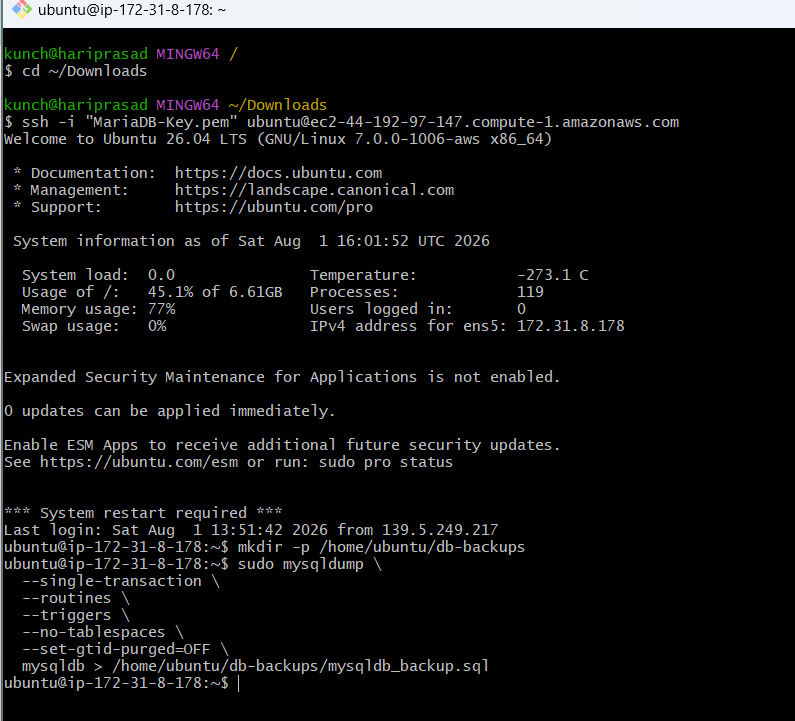 ubuntu@ip-172-31-8-178: ~
kunch@hariprasad MINGW64 /
$ cd ~/Downloads
kunch@hariprasad MINGW64 ~/Downloads
$ ssh -i "MariaDB-Key.pem" ubuntu@ec2-44-192-97-147.compute-1.amazonaws.com
Welcome to Ubuntu 26.04 LTS (GNU/Linux 7.0.0-1006-aws x86_64)
 * Documentation:  https://docs.ubuntu.com
 * Management:     https://landscape.canonical.com
 * Support:        https://ubuntu.com/pro
 System information as of Sat Aug  1 16:01:52 UTC 2026
  System load:  0.0                Temperature:           -273.1 C
  Usage of /:   45.1% of 6.61GB   Processes:             119
  Memory usage: 77%                Users logged in:       0
  Swap usage:   0%                 IPv4 address for ens5: 172.31.8.178
Expanded Security Maintenance for Applications is not enabled.
0 updates can be applied immediately.
Enable ESM Apps to receive additional future security updates.
See https://ubuntu.com/esm or run: sudo pro status
*** System restart required ***
Last login: Sat Aug  1 13:51:42 2026 from 139.5.249.217
ubuntu@ip-172-31-8-178:~$ mkdir -p /home/ubuntu/db-backups
ubuntu@ip-172-31-8-178:~$ sudo mysqldump \
  --single-transaction \
  --routines \
  --triggers \
  --no-tablespaces \
  --set-gtid-purged=OFF \
  mysqldb > /home/ubuntu/db-backups/mysqldb_backup.sql
ubuntu@ip-172-31-8-178:~$